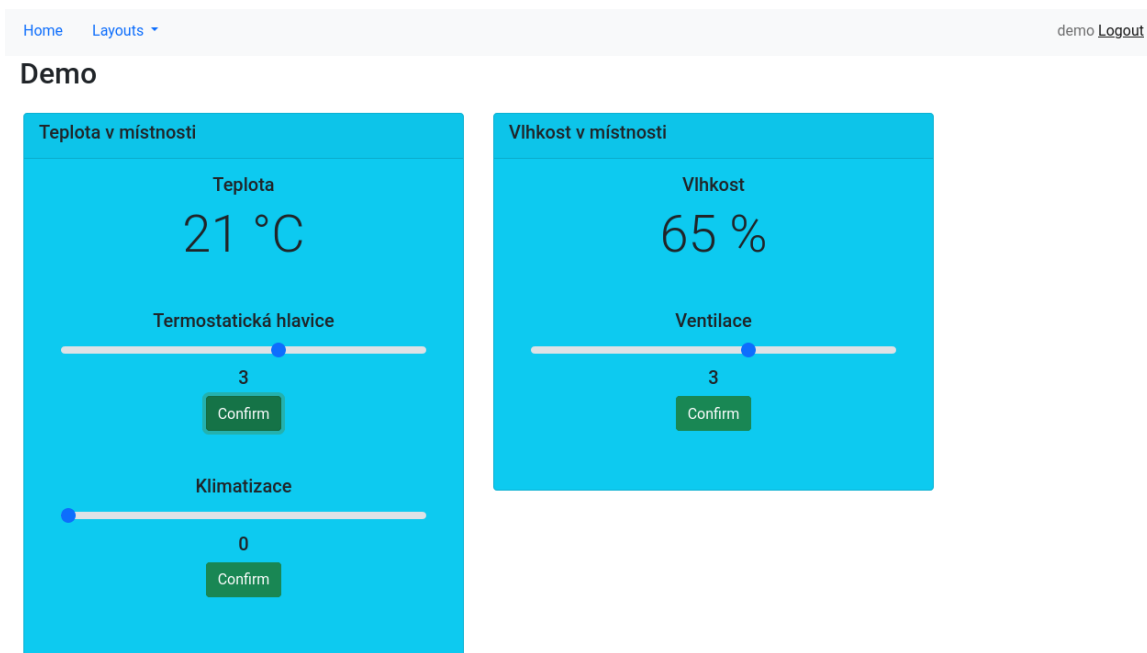 Home Layouts demo Logout
Demo
Teplota v místnosti
Teplota
21 °C
Termostatická hlavice
3
Confirm
Klimatizace
0
Confirm
Vlhkost v místnosti
Vlhkost
65 %
Ventilace
3
Confirm